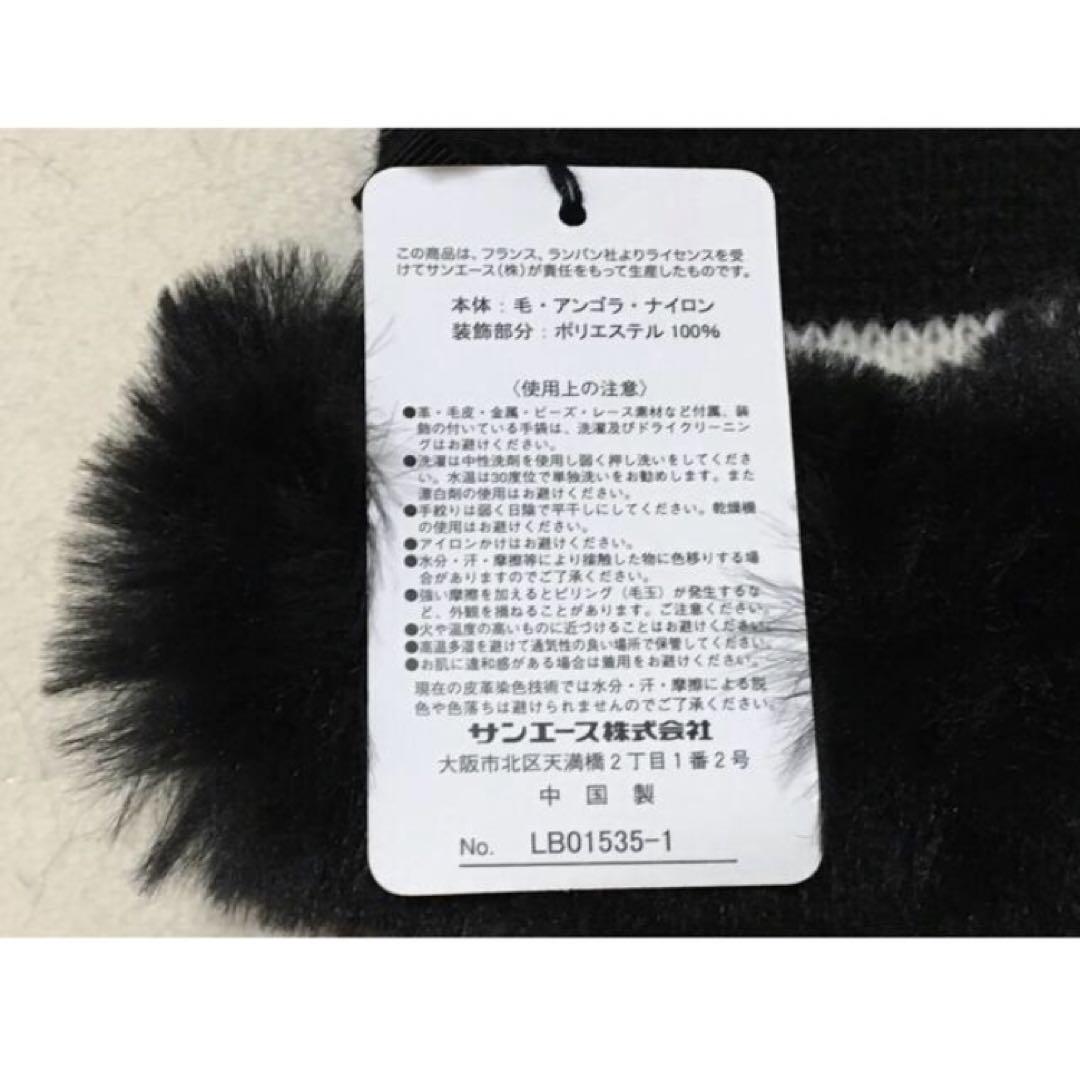 この商品は、フランス、ランバン社よりライセンスを受
けてサンエース(株)が責任をもって生産したものです。
本体:毛・アンゴラ・ナイロン
装飾部分:ポリエステル 100%
〈使用上の注意〉
●革・毛皮・金属・ビーズ・レース素材など付属、装
飾の付いている手袋は、洗濯及びドライクリーニン
グはお避けください。
●洗濯は中性洗剤を使用し弱く押し洗いをしてくださ
い。水温は30度位で単独洗いをお勧めします。また
漂白剤の使用はお避けください。
●手絞りは弱く日陰で平干しにしてください。乾燥機
の使用はお避けください。
●アイロンかけはお避けください。
●水分・汗・摩擦等により接触した物に色移りする場
合がありますのでご了承ください。
●強い摩擦を加えるとピリング(毛玉)が発生するな
ど、外観を損ねることがあります。ご注意ください。
●火や温度の高いものに近づけることはお避けください。
●高温多湿を避けて通気性の良い場所で保管してください。
●お肌に違和感がある場合は着用をお避けください。
現在の皮革染色技術では水分・汗・摩擦による脱
色や色落ちは避けられませんのでご了承ください。
サンエース株式会社
大阪市北区天満橋2丁目1番2号
中国製
No. LB01535-1